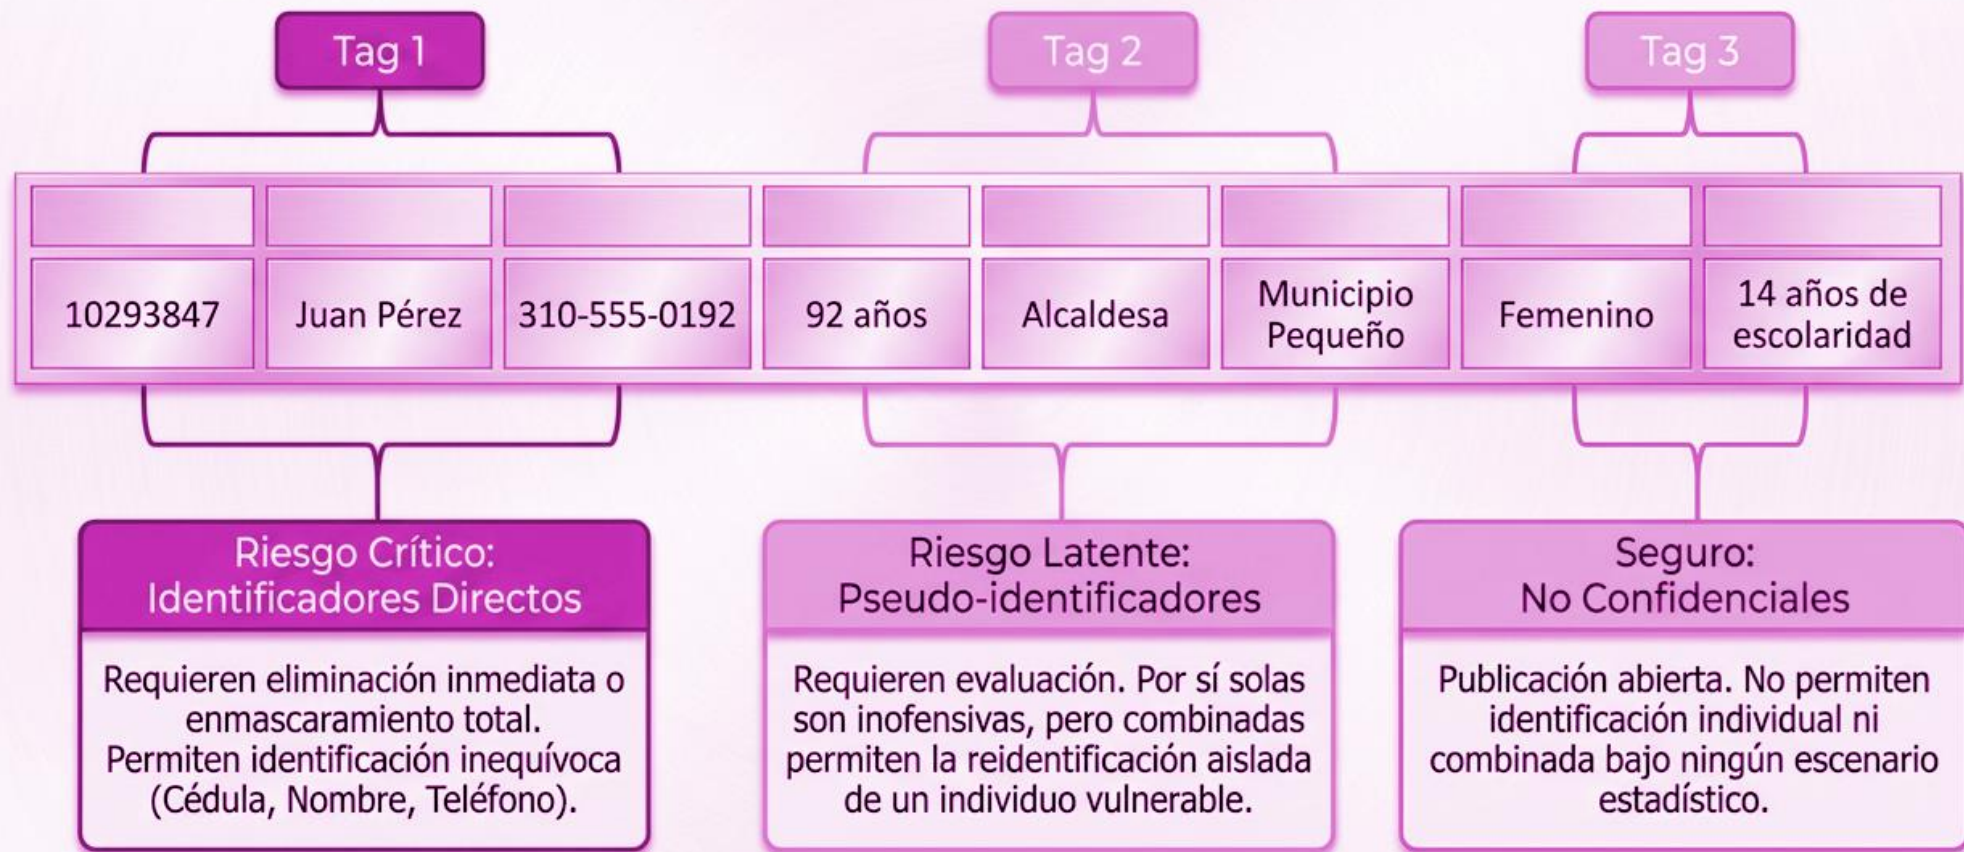 Tag 1
Tag 2
Tag 3
10293847
Juan Pérez
310-555-0192
92 años
Alcaldesa
Municipio
Pequeño
Femenino
14 años de
escolaridad
Riesgo Crítico:
Identificadores Directos
Requieren eliminación inmediata o
enmascaramiento total.
Permiten identificación inequívoca
(Cédula, Nombre, Teléfono).
Riesgo Latente:
Pseudo-identificadores
Requieren evaluación. Por sí solas
son inofensivas, pero combinadas
permiten la reidentificación aislada
de un individuo vulnerable.
Seguro:
No Confidenciales
Publicación abierta. No permiten
identificación individual ni
combinada bajo ningún escenario
estadístico.